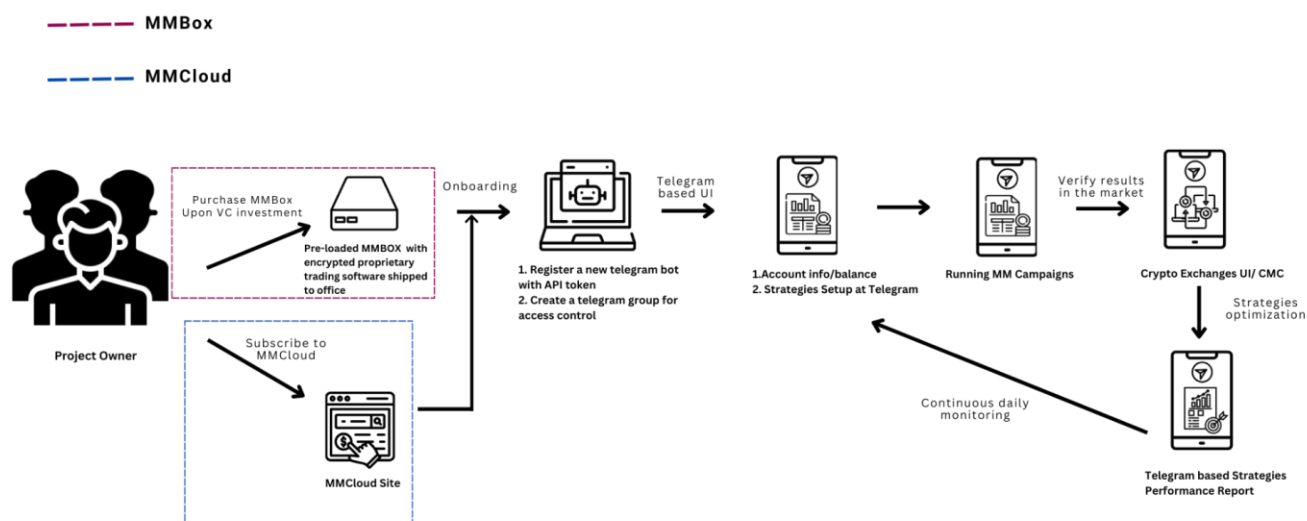 MMBox
MMCloud
Purchase MMBox
Upon VC investment
Pre-loaded MMBOX with
encrypted proprietary
trading software shipped
to office
Project Owner
Subscribe to
MMCloud
$
MMCloud Site
Onboarding
1. Register a new telegram bot
with API token
2. Create a telegram group for
access control
Telegram
based UI
1.Account info/balance
2. Strategies Setup at Telegram
Running MM Campaigns
Verify results
in the market
Crypto Exchanges UI/ CMC
Strategies
optimization
Continuous daily
monitoring
Telegram based Strategies
Performance Report